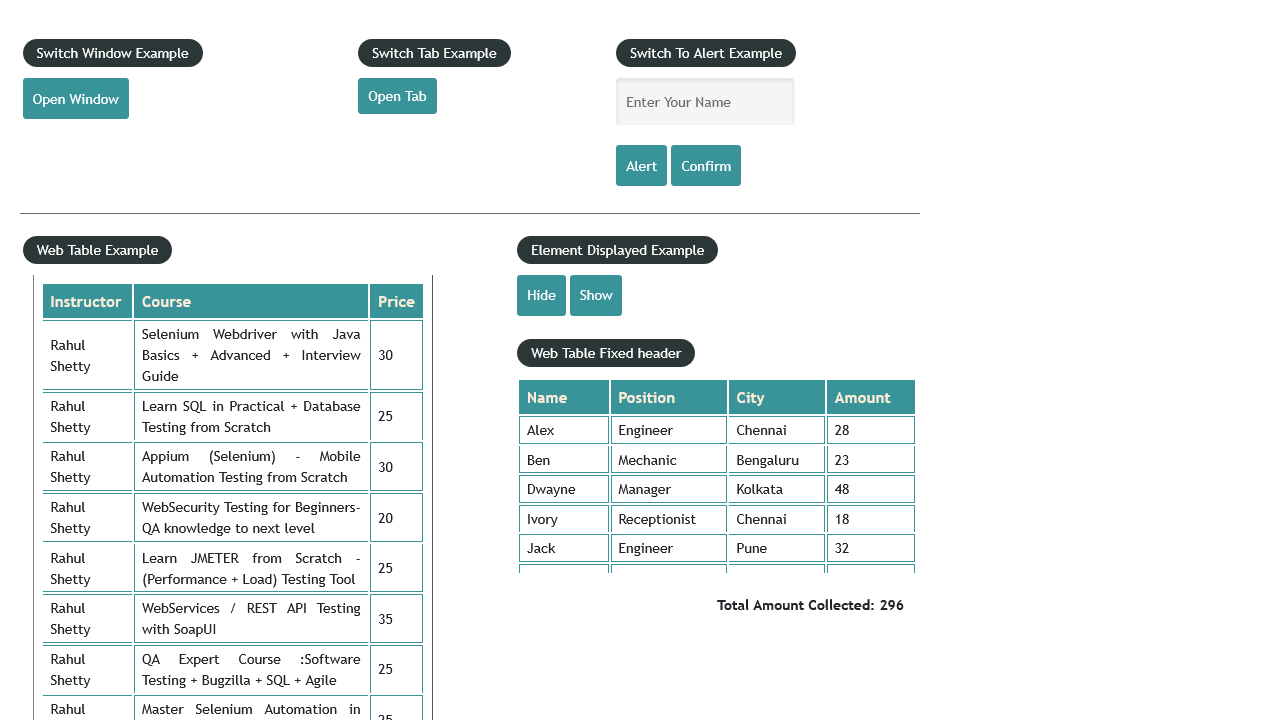 Switch Window Example
Open Window
Switch Tab Example
Open Tab
Switch To Alert Example
Enter Your Name
Alert Confirm
Web Table Example
Instructor Course Price
Rahul Shetty
Selenium Webdriver with Java
Basics + Advanced + Interview
Guide
30
Rahul Shetty
Learn SQL in Practical + Database
Testing from Scratch
25
Rahul Shetty
Appium (Selenium) - Mobile
Automation Testing from Scratch
30
Rahul Shetty
WebSecurity Testing for Beginners-
QA knowledge to next level
20
Rahul Shetty
Learn JMETER from Scratch -
(Performance + Load) Testing Tool
25
Rahul Shetty
WebServices / REST API Testing
with SoapUI
35
Rahul Shetty
QA Expert Course :Software
Testing + Bugzilla + SQL + Agile
25
Rahul
Master Selenium Automation in
25
Element Displayed Example
Hide Show
Web Table Fixed header
Name Position City Amount
Alex Engineer Chennai 28
Ben Mechanic Bengaluru 23
Dwayne Manager Kolkata 48
Ivory Receptionist Chennai 18
Jack Engineer Pune 32
Total Amount Collected: 296